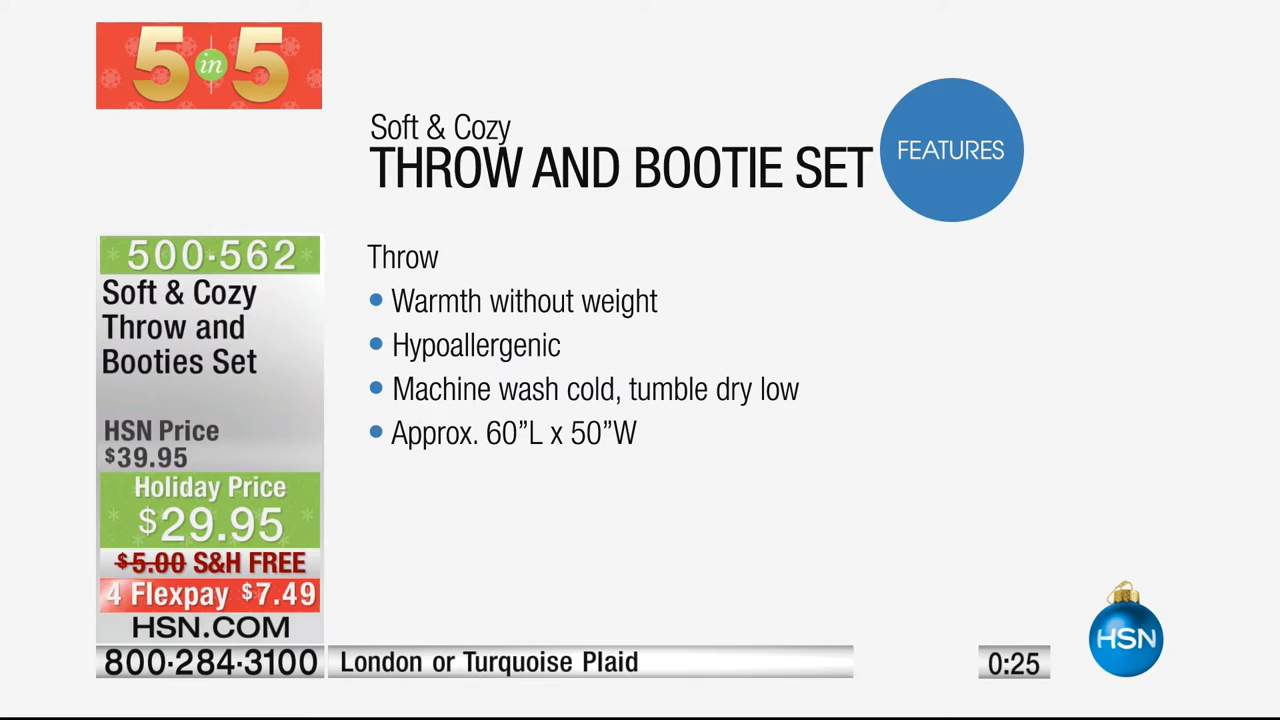 5 in 5
Soft & Cozy
THROW AND BOOTIE SET
FEATURES
500·562
Soft & Cozy
Throw and
Booties Set
HSN Price
$39.95
Holiday Price
$29.95
$5.00 S&H FREE
4 Flexpay $7.49
HSN.COM
800·284·3100
Throw
• Warmth without weight
• Hypoallergenic
• Machine wash cold, tumble dry low
• Approx. 60”L x 50”W
London or Turquoise Plaid
0:25
HSN